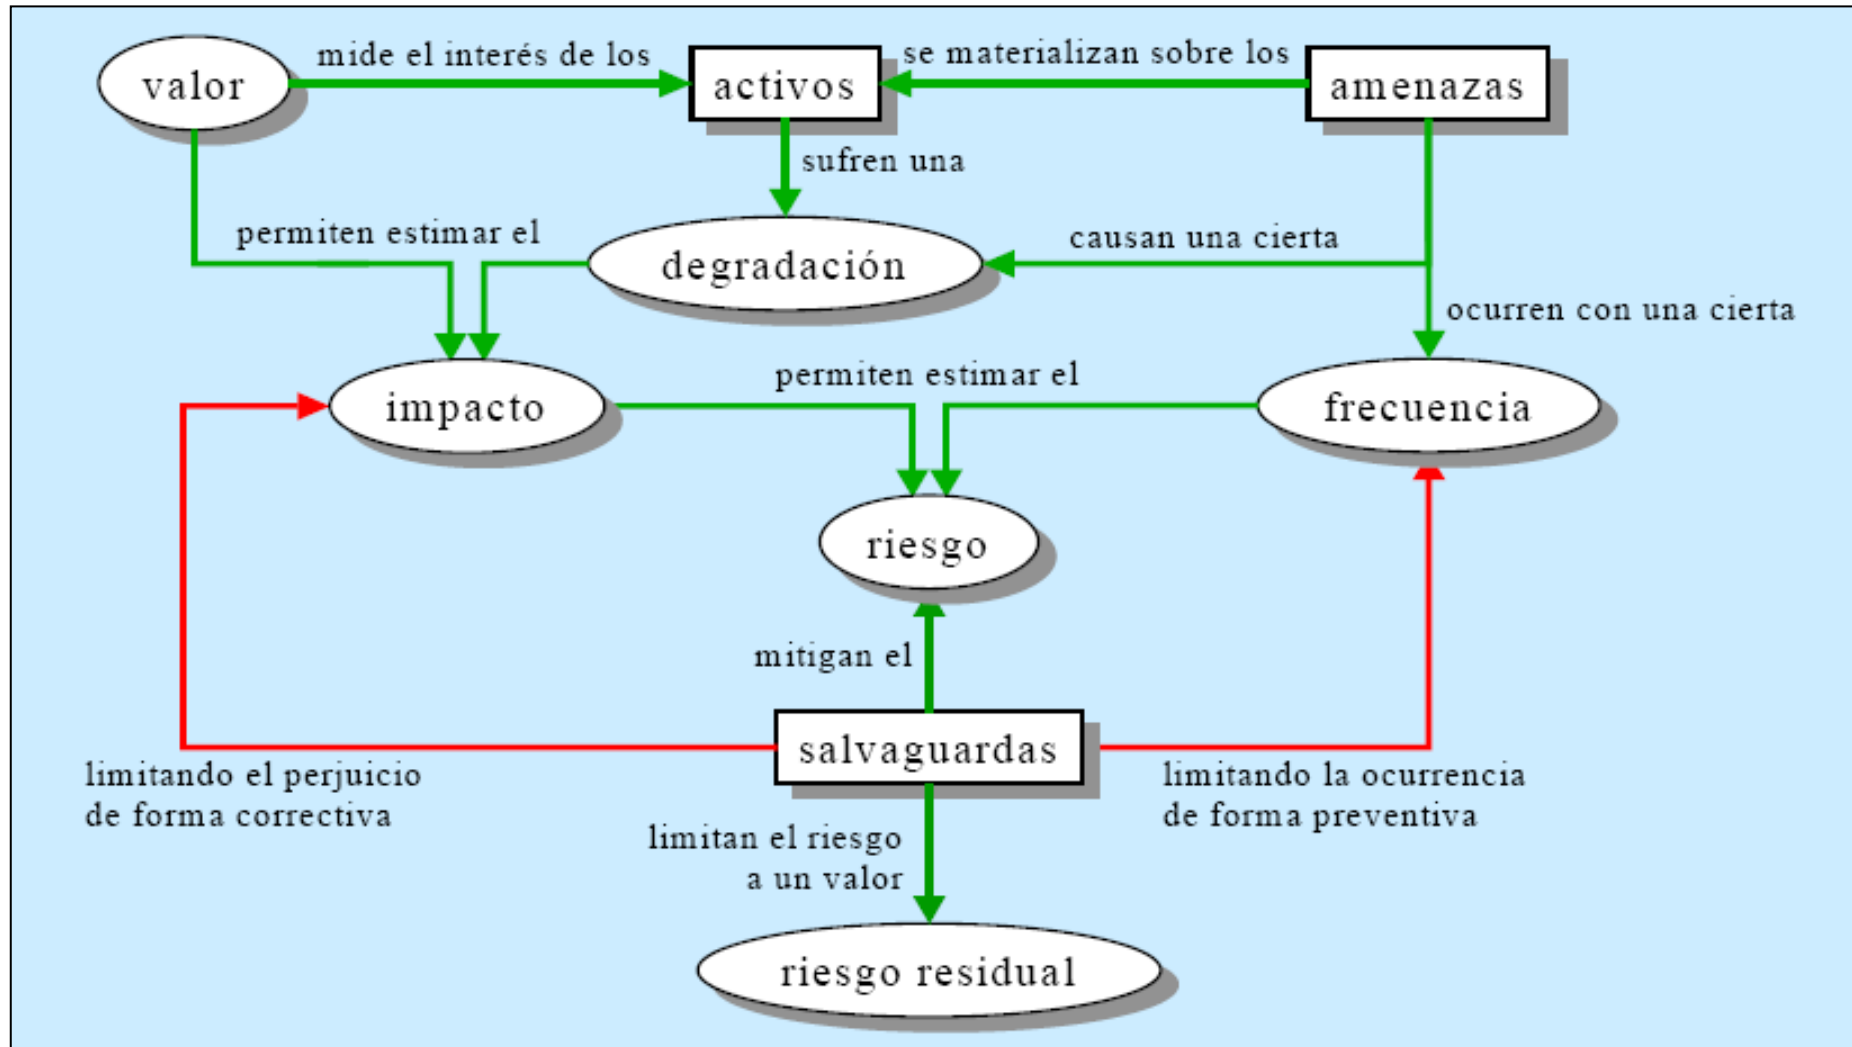 valor
mide el interés de los
activos
se materializan sobre los
amenazas
sufren una
permiten estimar el
degradación
causan una cierta
ocurren con una cierta
impacto
permiten estimar el
frecuencia
riesgo
mitigan el
salvaguardas
limitando el perjuicio
de forma correctiva
limitando la ocurrencia
de forma preventiva
limitan el riesgo
a un valor
riesgo residual